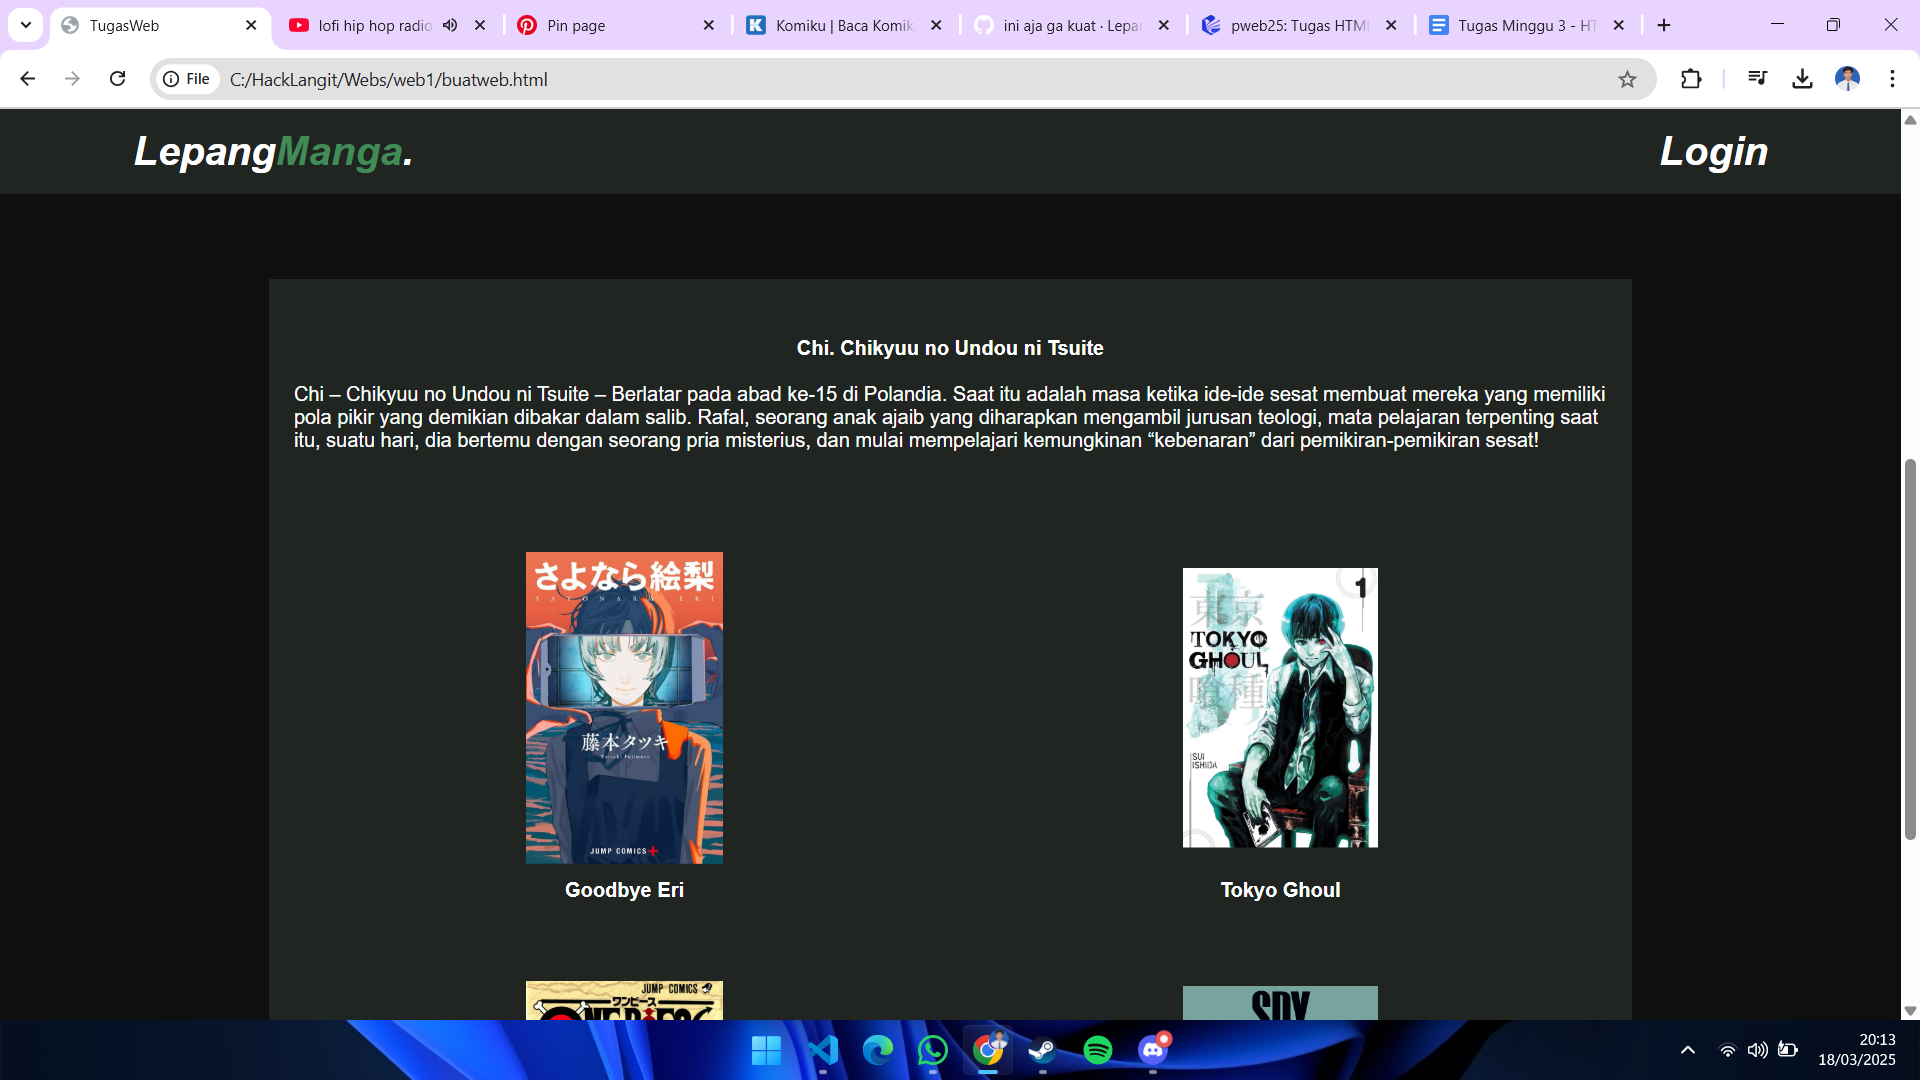 TugasWeb
lofi hip hop radio
Pin page
Komiku | Baca Komik
ini aja ga kuat · Lepan
pweb25: Tugas HTML
Tugas Minggu 3 - HT
File
C:/HackLangit/Webs/web1/buatweb.html
LepangManga.
Login
Chi. Chikyuu no Undou ni Tsuite
Chi – Chikyuu no Undou ni Tsuite – Berlatar pada abad ke-15 di Polandia. Saat itu adalah masa ketika ide-ide sesat membuat mereka yang memiliki
pola pikir yang demikian dibakar dalam salib. Rafal, seorang anak ajaib yang diharapkan mengambil jurusan teologi, mata pelajaran terpenting saat
itu, suatu hari, dia bertemu dengan seorang pria misterius, dan mulai mempelajari kemungkinan “kebenaran” dari pemikiran-pemikiran sesat!
さよなら絵梨
SAYONARA ERI
藤本タツキ
Tatsuki Fujimoto
JUMP COMICS+
1
東京
TOKYO
GHOUL
喰種
SUI
ISHIDA
Goodbye Eri
Tokyo Ghoul
JUMP COMICS
ワンピース
ONE PIECE
SPY
20:13
18/03/2025